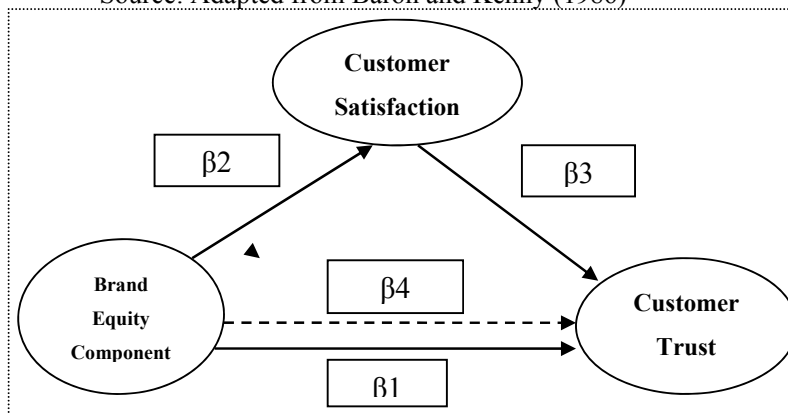 Source: Adapted from Baron and Kenny (1986)
Customer
Satisfaction
β2
β3
Brand
Equity
Component
β4
Customer
Trust
β1